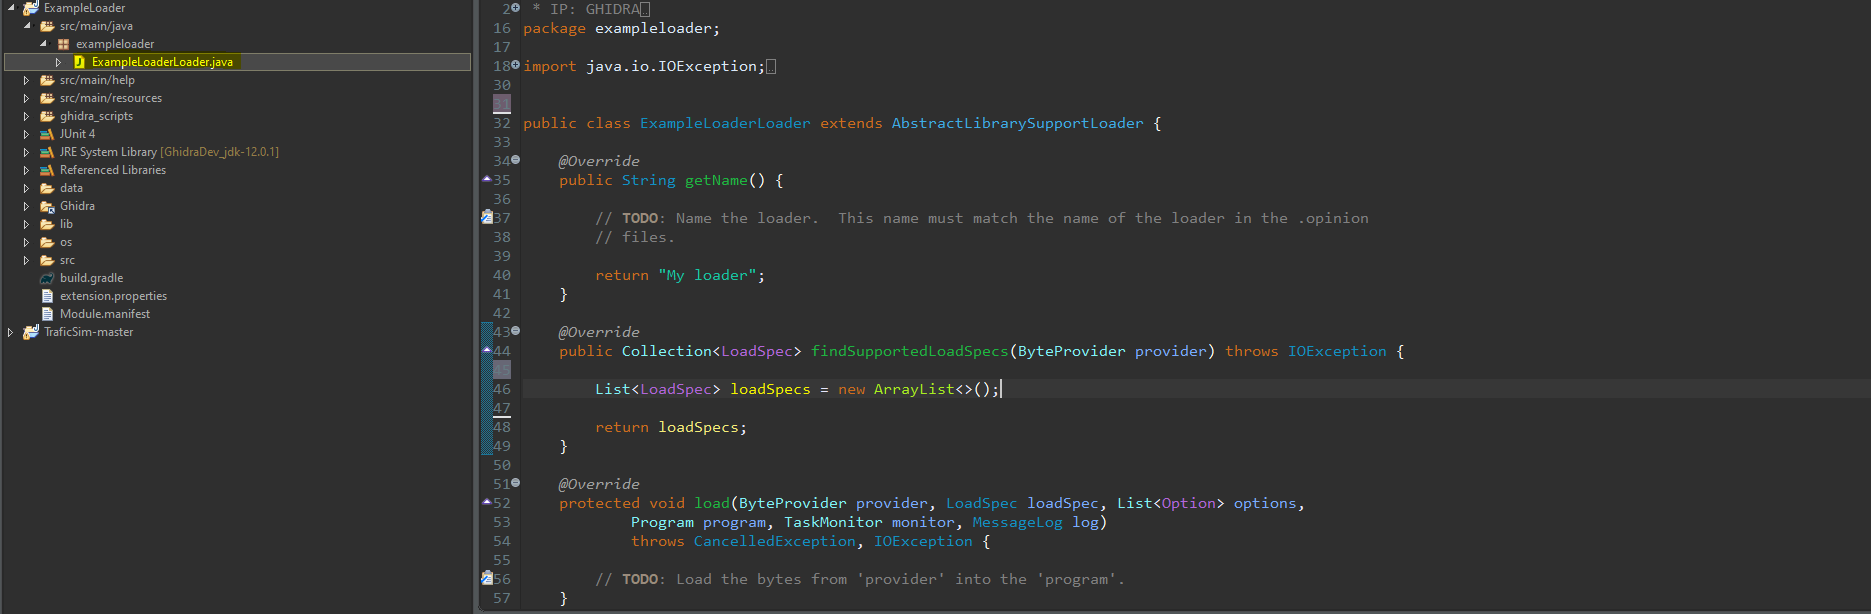 ExampleLoader
src/main/java
exampleloader
ExampleLoaderLoader.java
src/main/help
src/main/resources
ghidra_scripts
JUnit 4
JRE System Library [GhidraDev_jdk-12.0.1]
Referenced Libraries
data
Ghidra
lib
os
src
build.gradle
extension.properties
Module.manifest
TraficSim-master
2 * IP: GHIDRA
16 package exampleloader;
17
18 import java.io.IOException;
30
31
32 public class ExampleLoaderLoader extends AbstractLibrarySupportLoader {
33
34 @Override
35 public String getName() {
36
37 // TODO: Name the loader.  This name must match the name of the loader in the .opinion
38 // files.
39
40 return "My loader";
41 }
42
43 @Override
44 public Collection<LoadSpec> findSupportedLoadSpecs(ByteProvider provider) throws IOException {
45
46 List<LoadSpec> loadSpecs = new ArrayList<>();
47
48 return loadSpecs;
49 }
50
51 @Override
52 protected void load(ByteProvider provider, LoadSpec loadSpec, List<Option> options,
53 Program program, TaskMonitor monitor, MessageLog log)
54 throws CancelledException, IOException {
55
56 // TODO: Load the bytes from 'provider' into the 'program'.
57 }